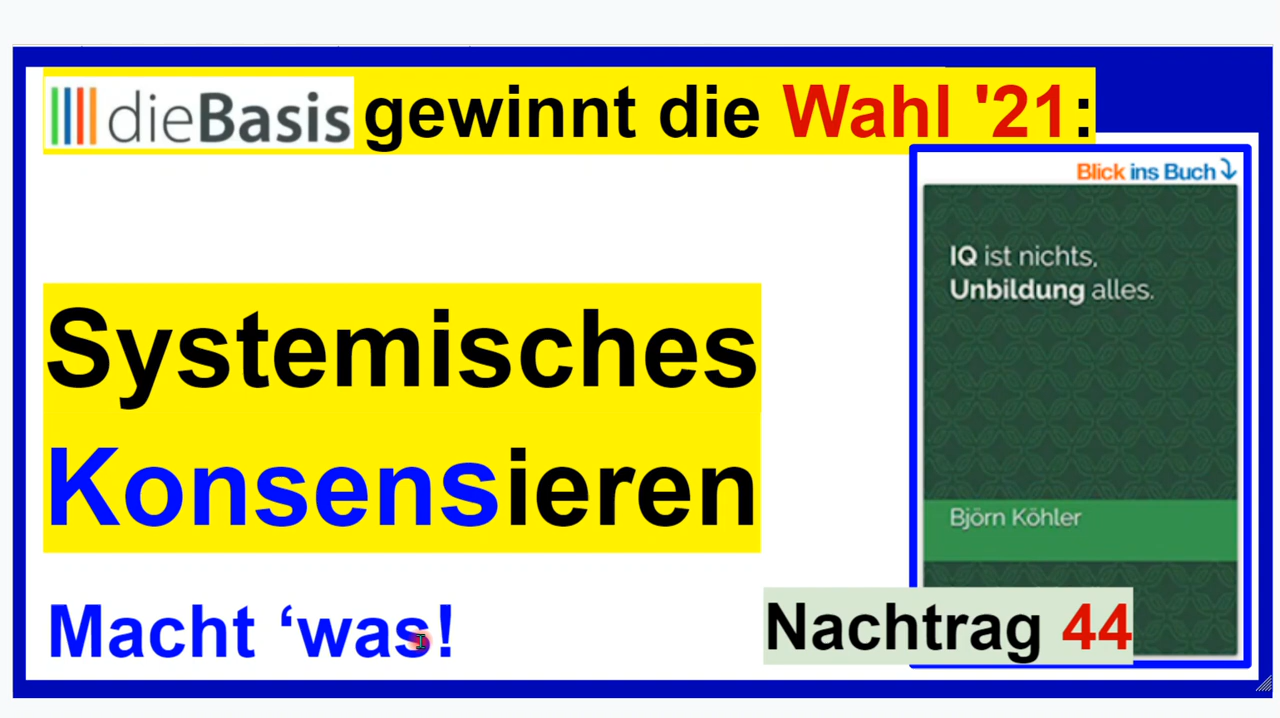 dieBasis gewinnt die Wahl '21:
Blick ins Buch
IQ ist nichts,
Unbildung alles.
Systemisches
Konsensieren
Björn Köhler
Macht ‘was!
Nachtrag 44